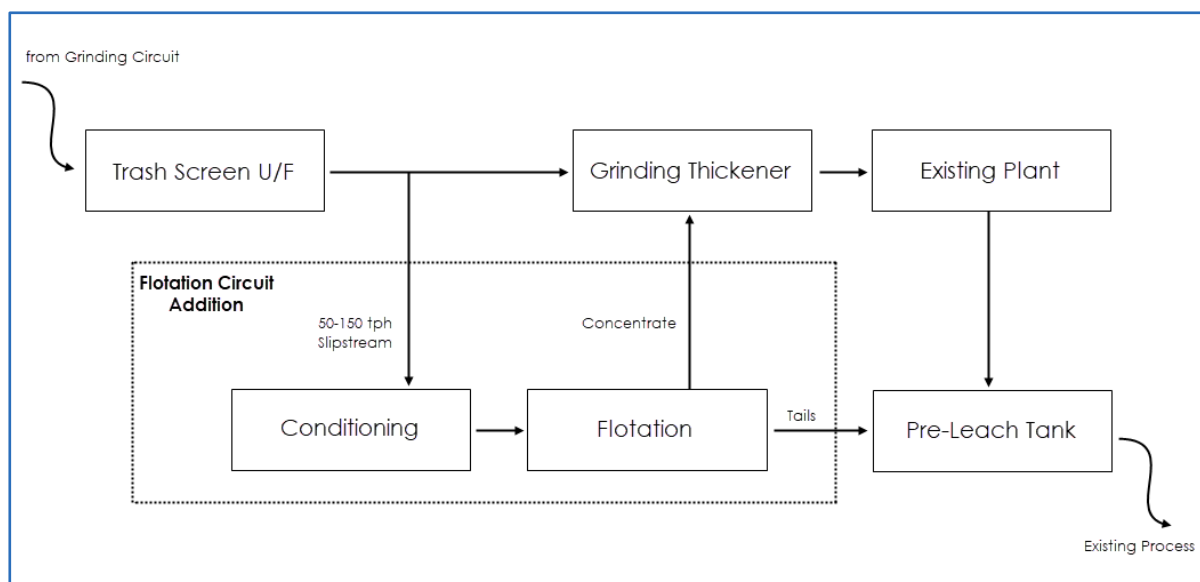 from Grinding Circuit
Trash Screen U/F
Grinding Thickener
Existing Plant
Flotation Circuit
Addition
50-150 tph
Slipstream
Concentrate
Conditioning
Flotation
Tails
Pre-Leach Tank
Existing Process